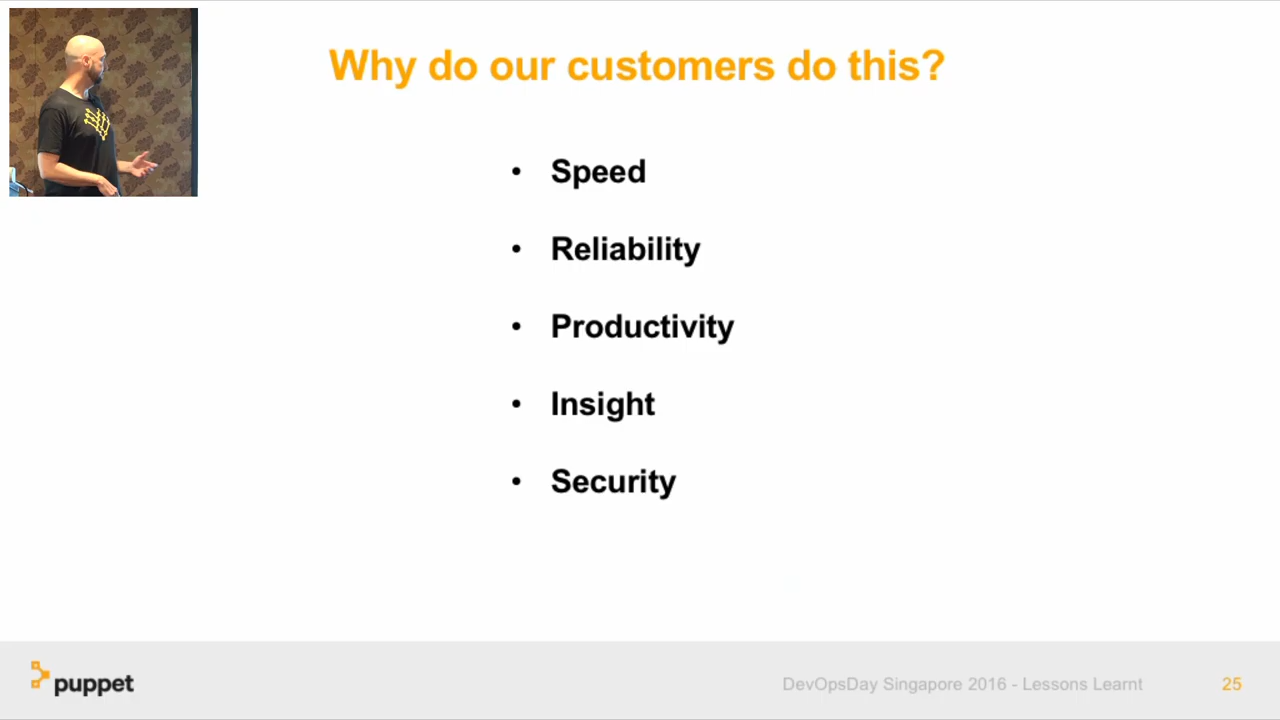 Why do our customers do this?
• Speed
• Reliability
• Productivity
• Insight
• Security
puppet
DevOpsDay Singapore 2016 - Lessons Learnt
25